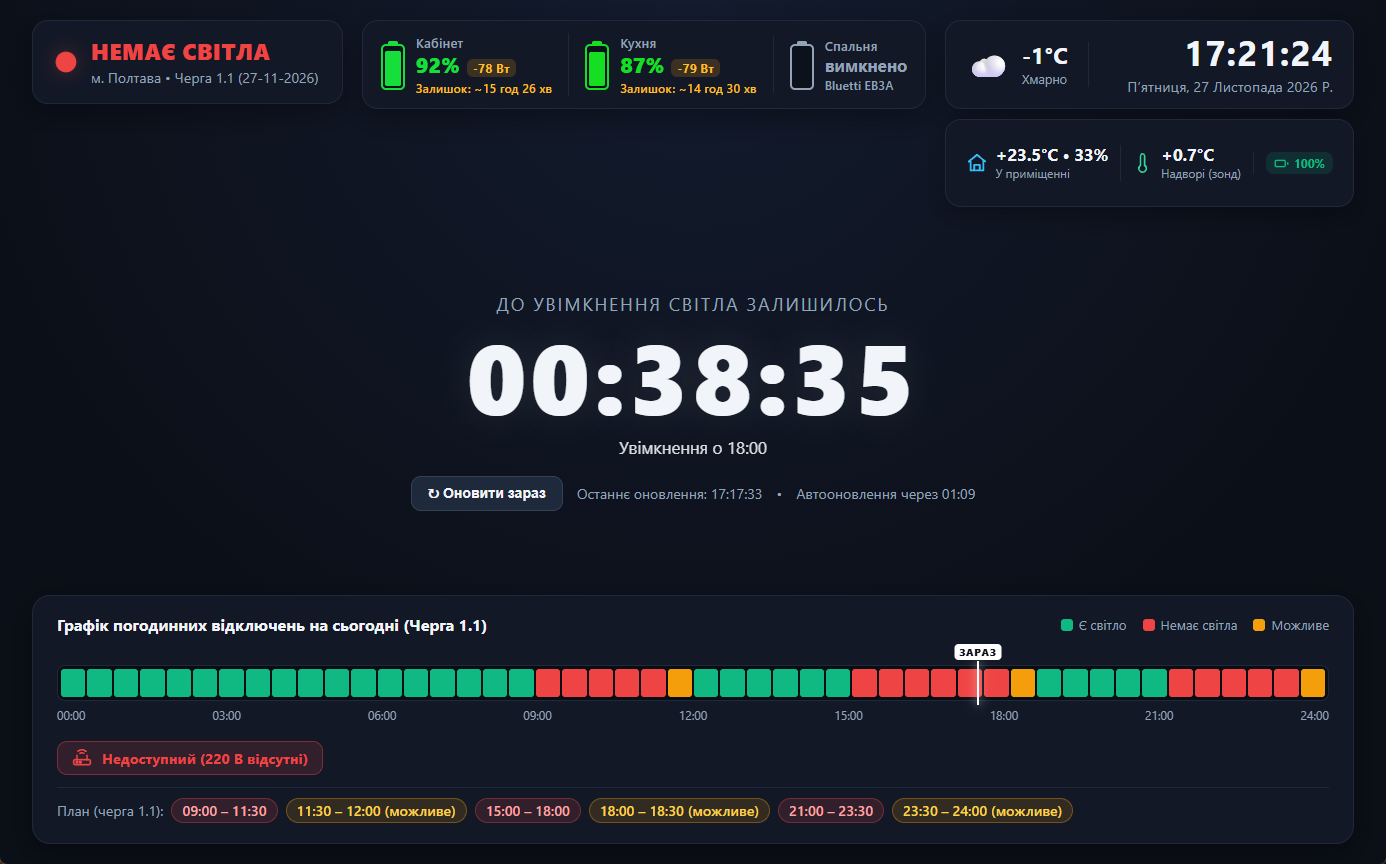 НЕМАЄ СВІТЛА
м. Полтава • Черга 1.1 (27-11-2026)
Кабінет
92% -78 Вт
Залишок: ~15 год 26 хв
Кухня
87% -79 Вт
Залишок: ~14 год 30 хв
Спальня
вимкнено
Bluetti EB3A
-1°C
Хмарно
17:21:24
П'ятниця, 27 Листопада 2026 Р.
+23.5°C • 33%
У приміщенні
+0.7°C
Надворі (зонд)
100%
ДО УВІМКНЕННЯ СВІТЛА ЗАЛИШИЛОСЬ
00:38:35
Увімкнення о 18:00
↻ Оновити зараз
Останнє оновлення: 17:17:33 • Автооновлення через 01:09
Графік погодинних відключень на сьогодні (Черга 1.1)
Є світло Немає світла Можливе
ЗАРАЗ
00:00 03:00 06:00 09:00 12:00 15:00 18:00 21:00 24:00
Недоступний (220 В відсутні)
План (черга 1.1): 09:00 – 11:30 11:30 – 12:00 (можливе) 15:00 – 18:00 18:00 – 18:30 (можливе) 21:00 – 23:30 23:30 – 24:00 (можливе)